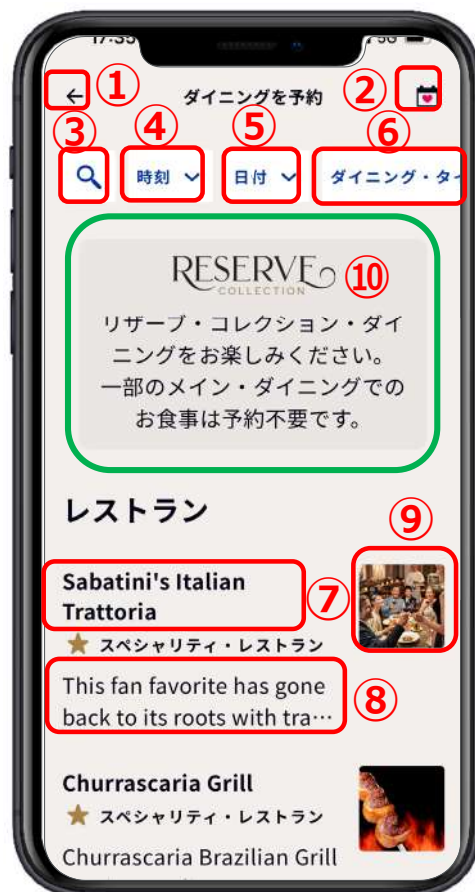 17:35 5G
← ① ダイニングを予約 ②
③ ④ ⑤ ⑥
時刻 日付 ダイニング・タイ
RESERVE ⑩
COLLECTION
リザーブ・コレクション・ダイ
ニングをお楽しみください。
一部のメイン・ダイニングでの
お食事は予約不要です。
レストラン
⑨
Sabatini's Italian
Trattoria
⑦
スペシャリティ・レストラン
This fan favorite has gone
back to its roots with tra…
⑧
Churrascaria Grill
スペシャリティ・レストラン
Churrascaria Brazilian Grill